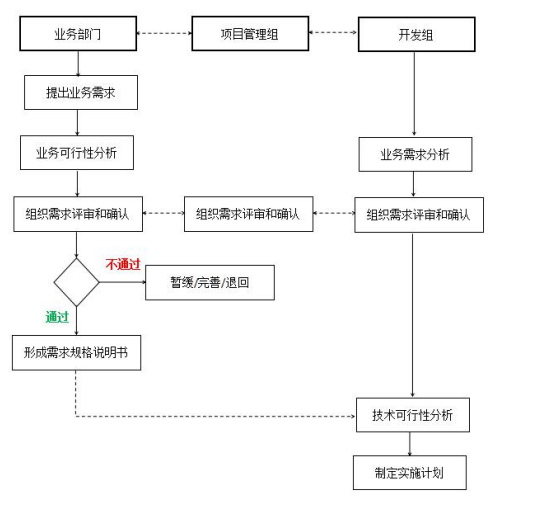 业务部门
项目管理组
开发组
提出业务需求
业务可行性分析
业务需求分析
组织需求评审和确认
组织需求评审和确认
组织需求评审和确认
不通过
暂缓/完善/退回
通过
形成需求规格说明书
技术可行性分析
制定实施计划